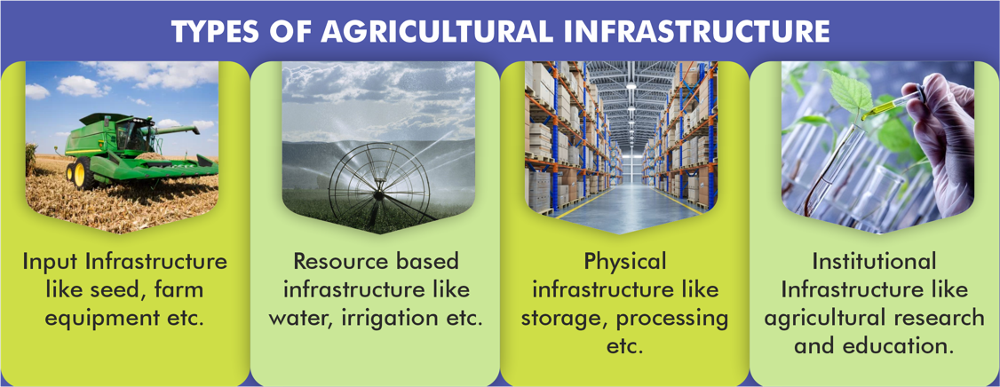 TYPES OF AGRICULTURAL INFRASTRUCTURE
Input Infrastructure
like seed, farm
equipment etc.
Resource based
infrastructure like
water, irrigation etc.
Physical
infrastructure like
storage, processing
etc.
Institutional
Infrastructure like
agricultural research
and education.